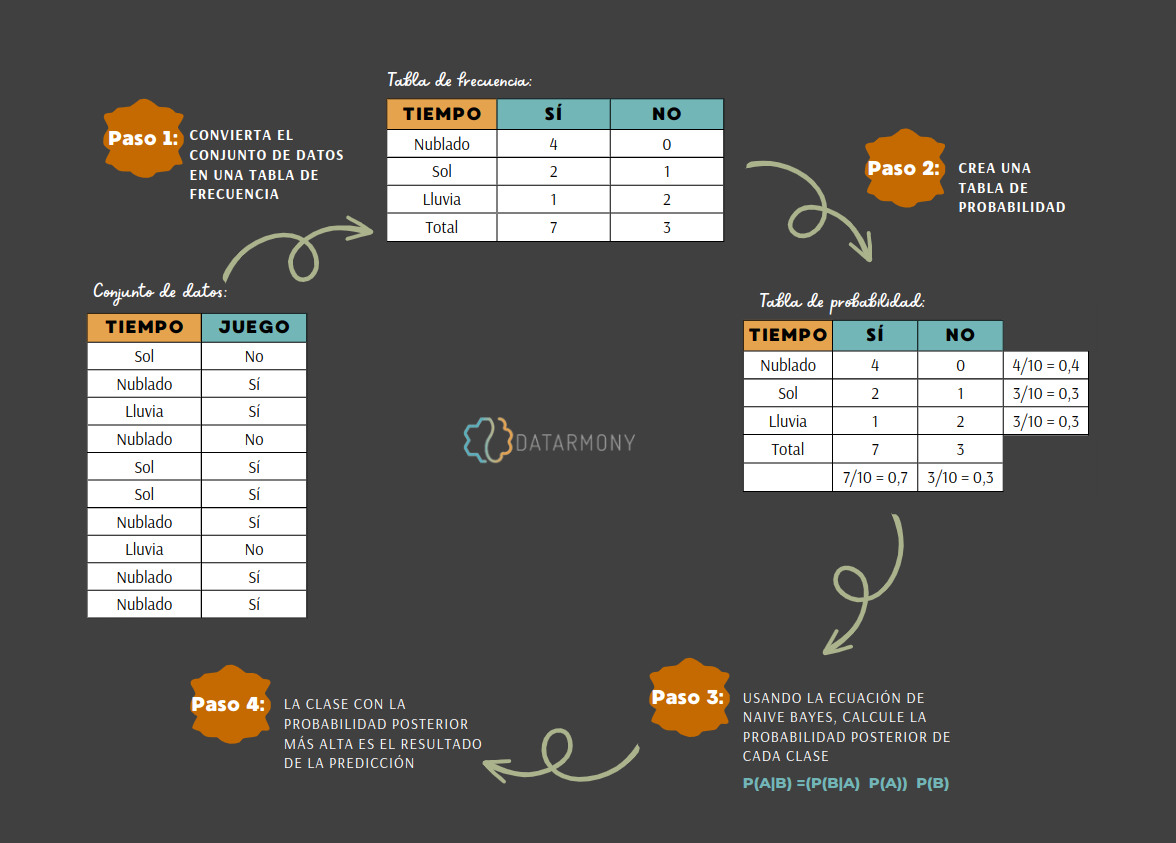 Paso 1:
CONVIERTA EL
CONJUNTO DE DATOS
EN UNA TABLA DE
FRECUENCIA
Tabla de frecuencia:
TIEMPO SÍ NO
Nublado 4 0
Sol 2 1
Lluvia 1 2
Total 7 3
Paso 2:
CREA UNA
TABLA DE
PROBABILIDAD
Conjunto de datos:
TIEMPO JUEGO
Sol No
Nublado Sí
Lluvia Sí
Nublado No
Sol Sí
Sol Sí
Nublado Sí
Lluvia No
Nublado Sí
Nublado Sí
DATARMONY
Tabla de probabilidad:
TIEMPO SÍ NO
Nublado 4 0 4/10 = 0,4
Sol 2 1 3/10 = 0,3
Lluvia 1 2 3/10 = 0,3
Total 7 3
7/10 = 0,7 3/10 = 0,3
Paso 3:
USANDO LA ECUACIÓN DE
NAIVE BAYES, CALCULE LA
PROBABILIDAD POSTERIOR DE
CADA CLASE
P(A|B) =(P(B|A) P(A)) P(B)
Paso 4:
LA CLASE CON LA
PROBABILIDAD POSTERIOR
MÁS ALTA ES EL RESULTADO
DE LA PREDICCIÓN